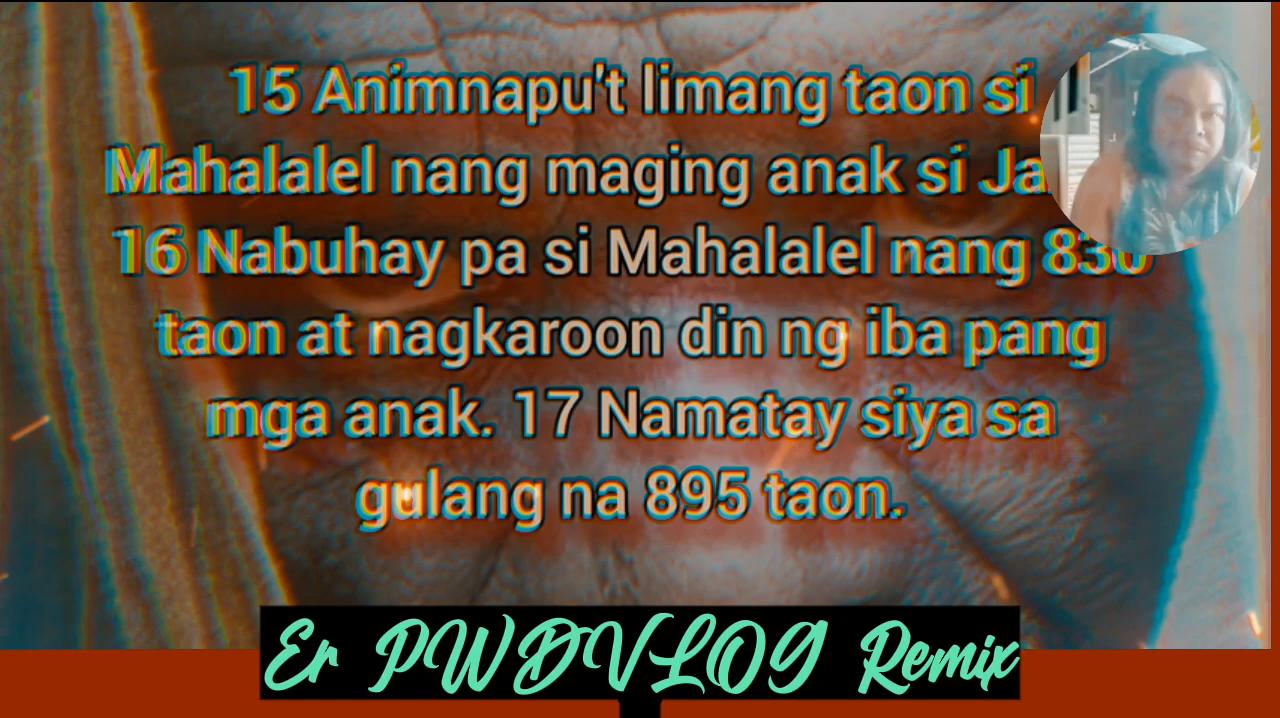 15 Animnapu't limang taon si
Mahalalel nang maging anak si
16 Nabuhay pa si Mahalalel nang 830
taon at nagkaroon din ng iba pang
mga anak. 17 Namatay siya sa
gulang na 895 taon.
Er PWDVLOG Remix